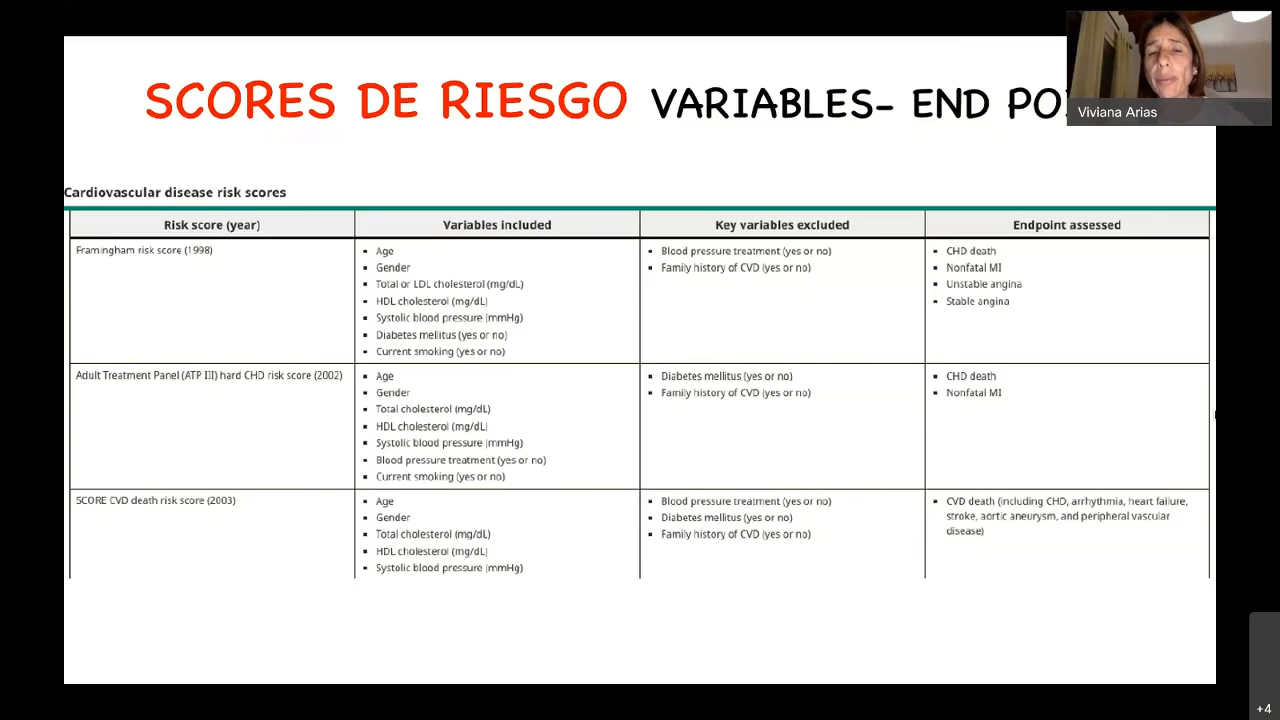 SCORES DE RIESGO VARIABLES- END
Viviana Arias
Cardiovascular disease risk scores
Risk score (year)
Variables included
Key variables excluded
Endpoint assessed
Framingham risk score (1998)
Age
Gender
Total or LDL cholesterol (mg/dL)
HDL cholesterol (mg/dL)
Systolic blood pressure (mmHg)
Diabetes mellitus (yes or no)
Current smoking (yes or no)
Blood pressure treatment (yes or no)
Family history of CVD (yes or no)
CHD death
Nonfatal MI
Unstable angina
Stable angina
Adult Treatment Panel (ATP III) hard CHD risk score (2002)
Age
Gender
Total cholesterol (mg/dL)
HDL cholesterol (mg/dL)
Systolic blood pressure (mmHg)
Blood pressure treatment (yes or no)
Current smoking (yes or no)
Diabetes mellitus (yes or no)
Family history of CVD (yes or no)
CHD death
Nonfatal MI
SCORE CVD death risk score (2003)
Age
Gender
Total cholesterol (mg/dL)
HDL cholesterol (mg/dL)
Systolic blood pressure (mmHg)
Blood pressure treatment (yes or no)
Diabetes mellitus (yes or no)
Family history of CVD (yes or no)
CVD death (including CHD, arrhythmia, heart failure,
stroke, aortic aneurysm, and peripheral vascular
disease)
+4